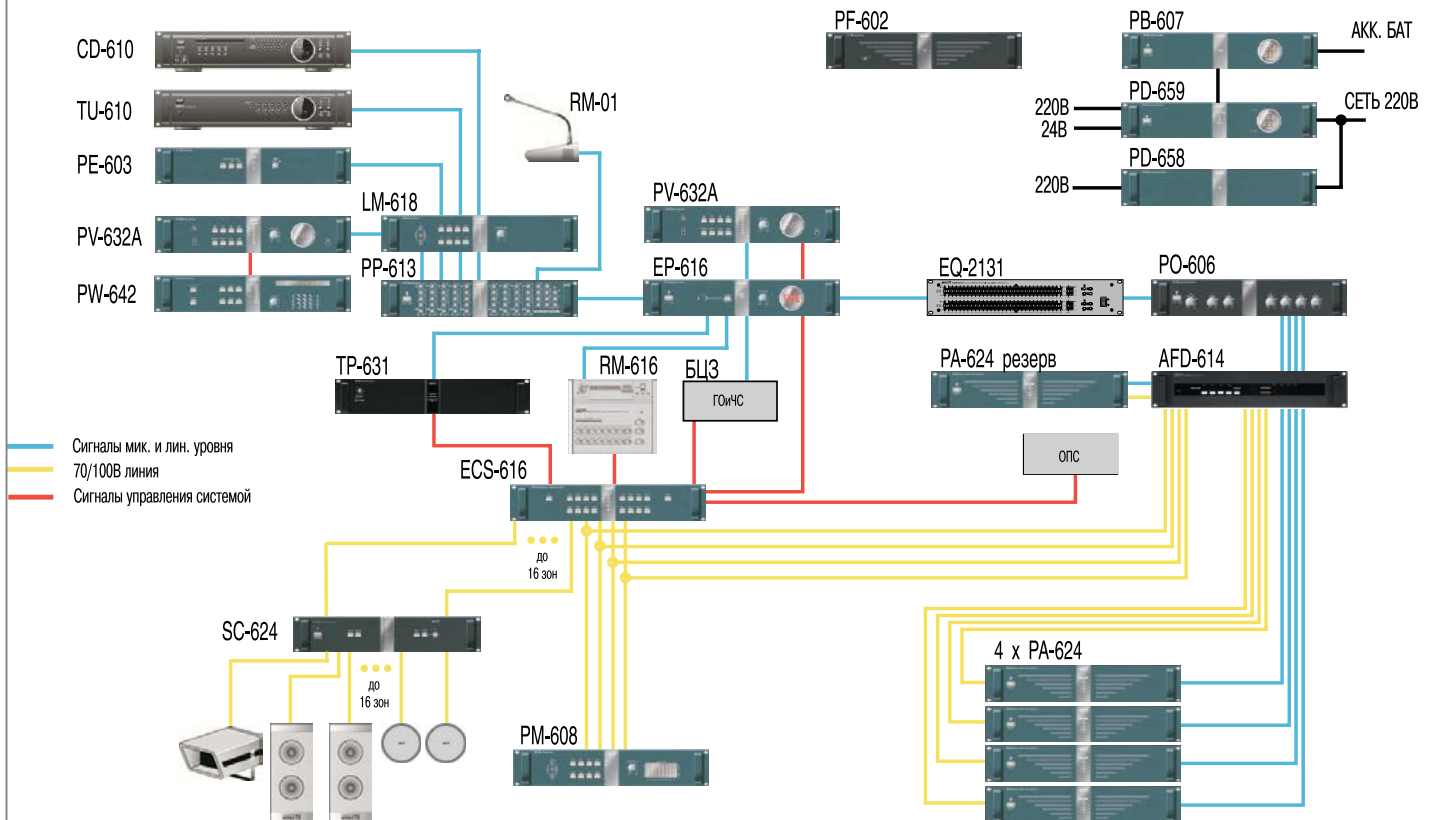 CD-610
TU-610
PE-603
PV-632A
PW-642
LM-618
PP-613
RM-01
PF-602
PB-607
АКК. БАТ
PD-659
СЕТЬ 220В
220В
24В
PD-658
220В
PV-632A
EP-616
EQ-2131
PO-606
TP-631
RM-616
БЦЗ
ГОиЧС
PA-624 резерв
AFD-614
Сигналы мик. и лин. уровня
70/100В линия
Сигналы управления системой
ECS-616
ОПС
до
16 зон
SC-624
до
16 зон
PM-608
4 x PA-624